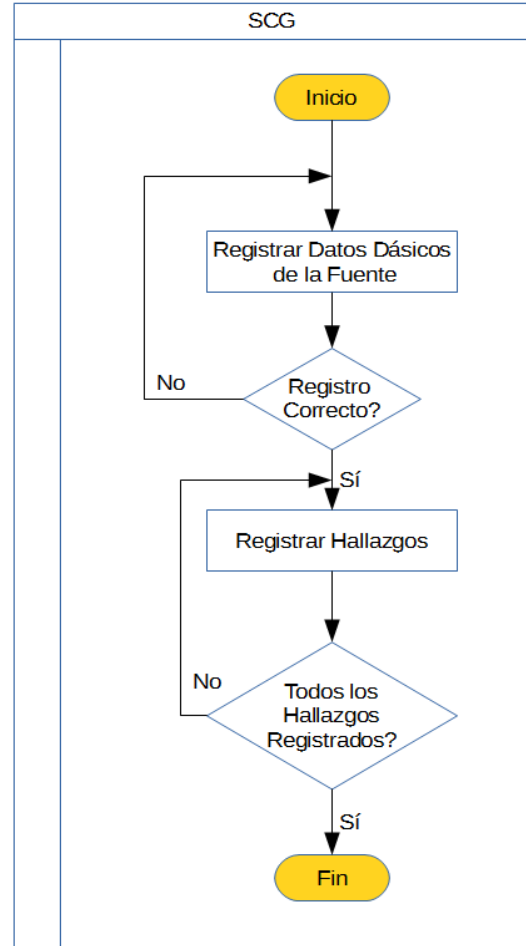 SCG
Inicio
Registrar Datos Dásicos
de la Fuente
Registro
Correcto?
No
Sí
Registrar Hallazgos
Todos los
Hallazgos
Registrados?
No
Sí
Fin